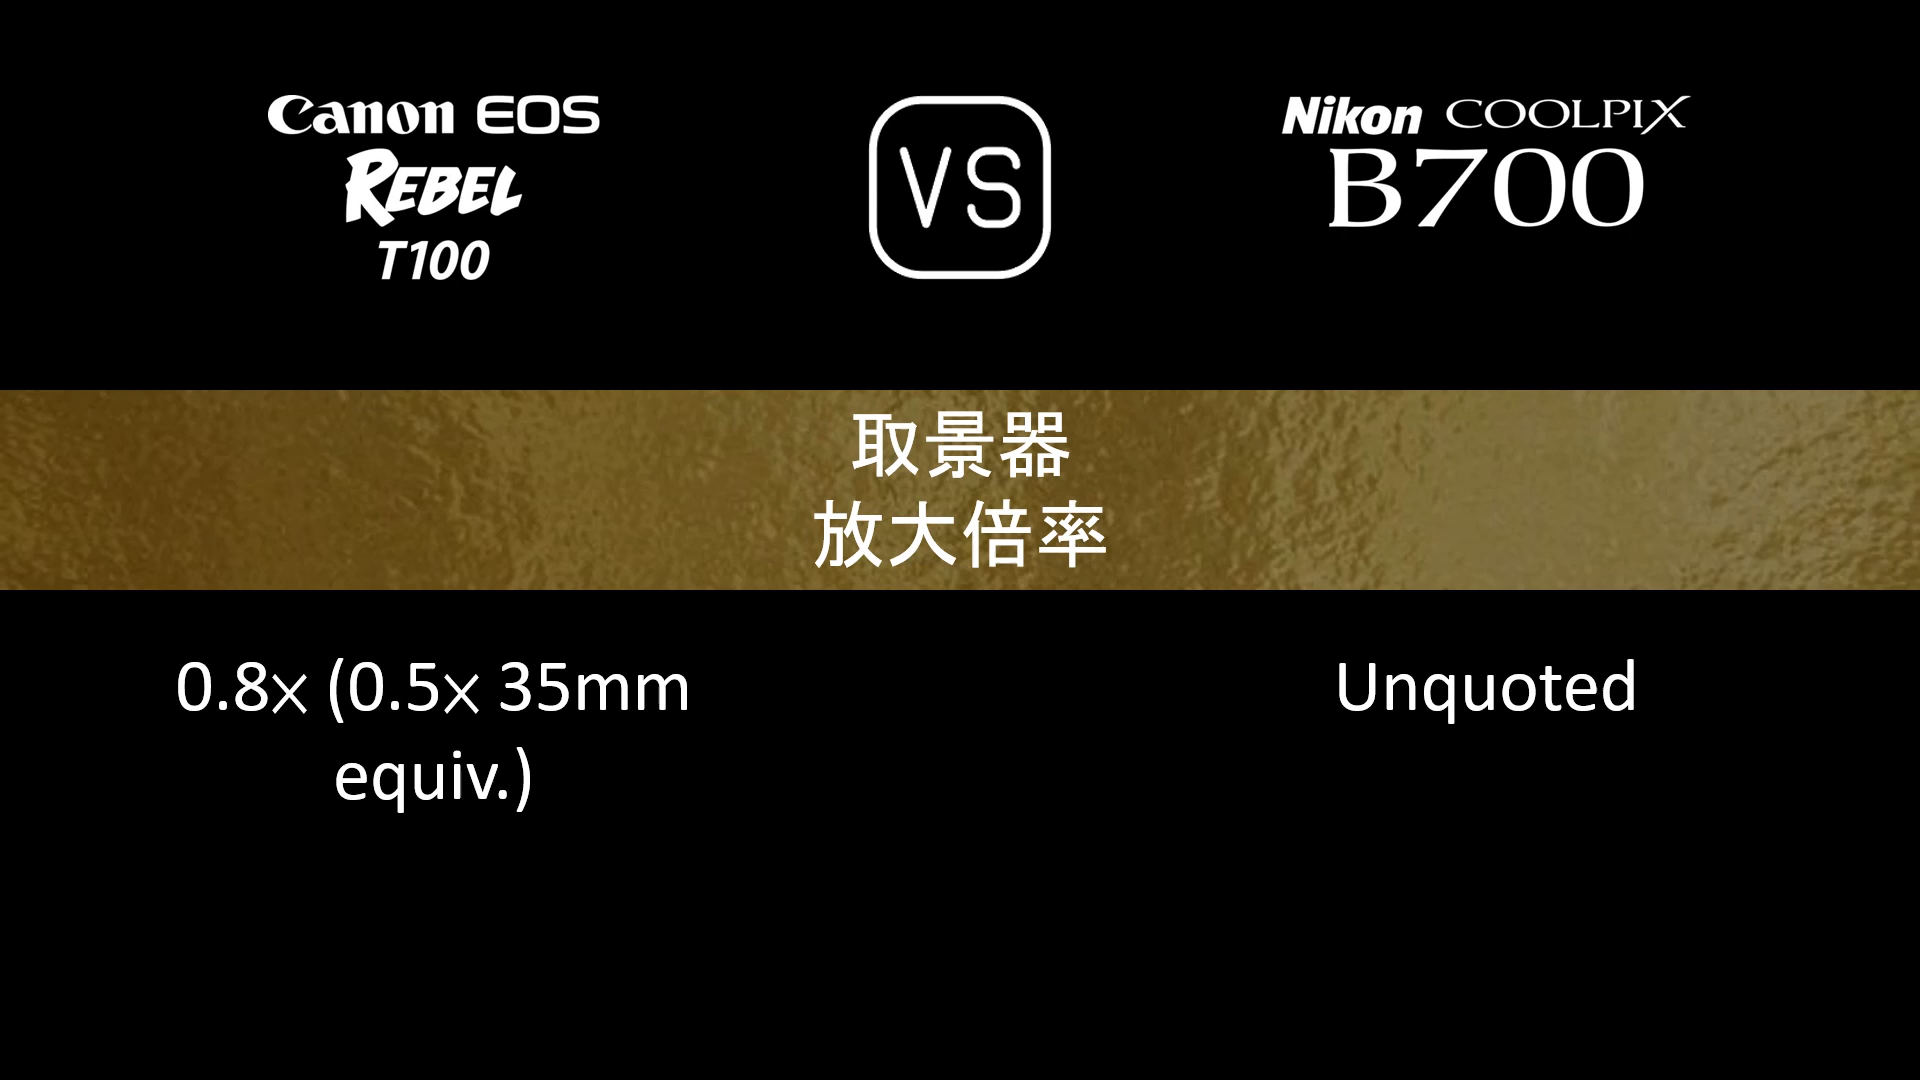 Canon EOS
REBEL
T100
VS
Nikon COOLPIX
B700
取景器
放大倍率
0.8x (0.5x 35mm
equiv.)
Unquoted